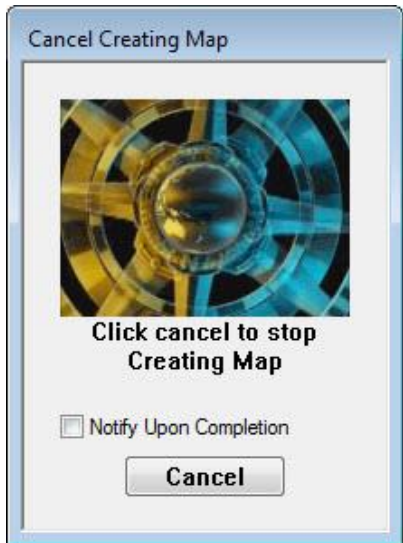 Cancel Creating Map
Click cancel to stop
Creating Map
Notify Upon Completion
Cancel